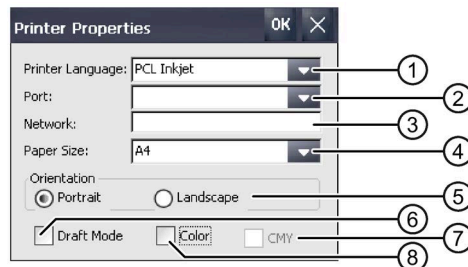 Printer Properties OK
Printer Language: PCL Inkjet 1
Port: 2
Network: 3
Paper Size: A4 4
Orientation
Portrait Landscape 5
6
Draft Mode Color CMY 7
8